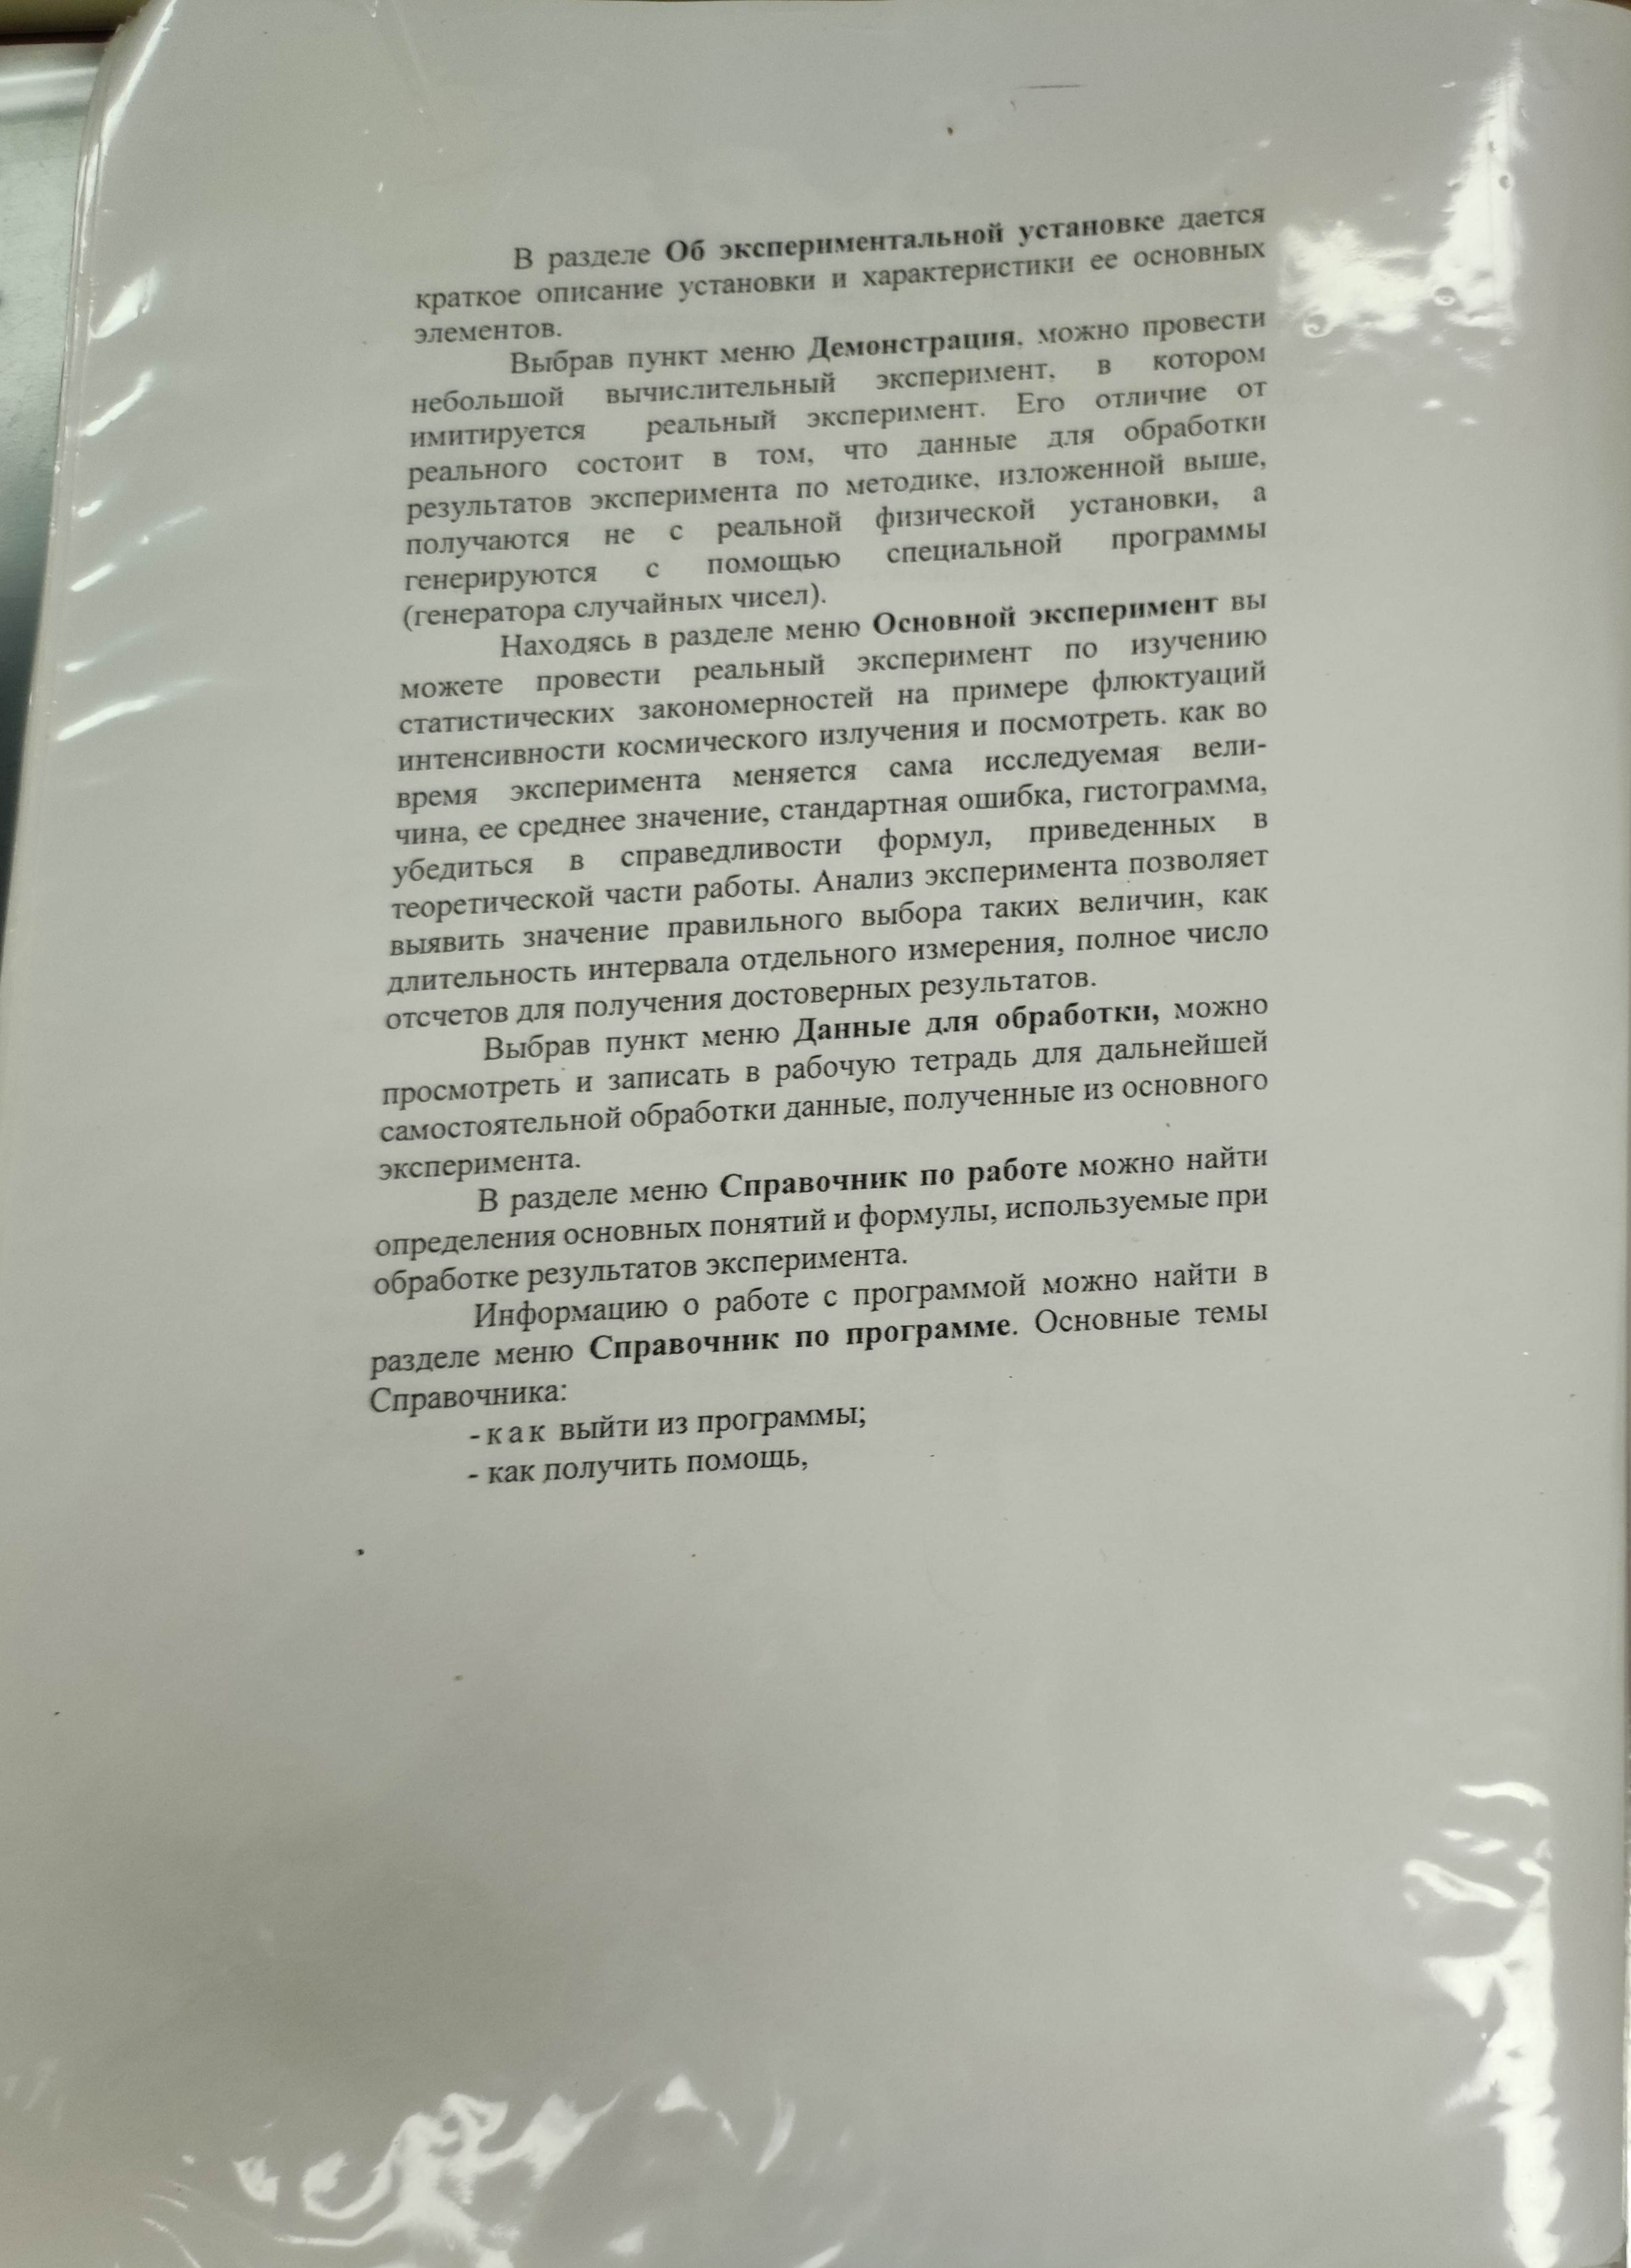 В разделе Об экспериментальной установке дается
краткое описание установки и характеристики ее основных
элементов.
Выбрав пункт меню Демонстрация, можно провести
небольшой вычислительный эксперимент, в котором
имитируется реальный эксперимент. Его отличие от
реального состоит в том, что данные для обработки
результатов эксперимента по методике, изложенной выше,
получаются не с реальной физической установки, а
генерируются с помощью специальной программы
(генератора случайных чисел).
Находясь в разделе меню Основной эксперимент вы
можете провести реальный эксперимент по изучению
статистических закономерностей на примере флюктуаций
интенсивности космического излучения и посмотреть. как во
время эксперимента меняется сама исследуемая вели-
чина, ее среднее значение, стандартная ошибка, гистограмма,
убедиться в справедливости формул, приведенных в
теоретической части работы. Анализ эксперимента позволяет
выявить значение правильного выбора таких величин, как
длительность интервала отдельного измерения, полное число
отсчетов для получения достоверных результатов.
Выбрав пункт меню Данные для обработки, можно
просмотреть и записать в рабочую тетрадь для дальнейшей
самостоятельной обработки данные, полученные из основного
эксперимента.
В разделе меню Справочник по работе можно найти
определения основных понятий и формулы, используемые при
обработке результатов эксперимента.
Информацию о работе с программой можно найти в
разделе меню Справочник по программе. Основные темы
Справочника:
- как выйти из программы;
- как получить помощь,